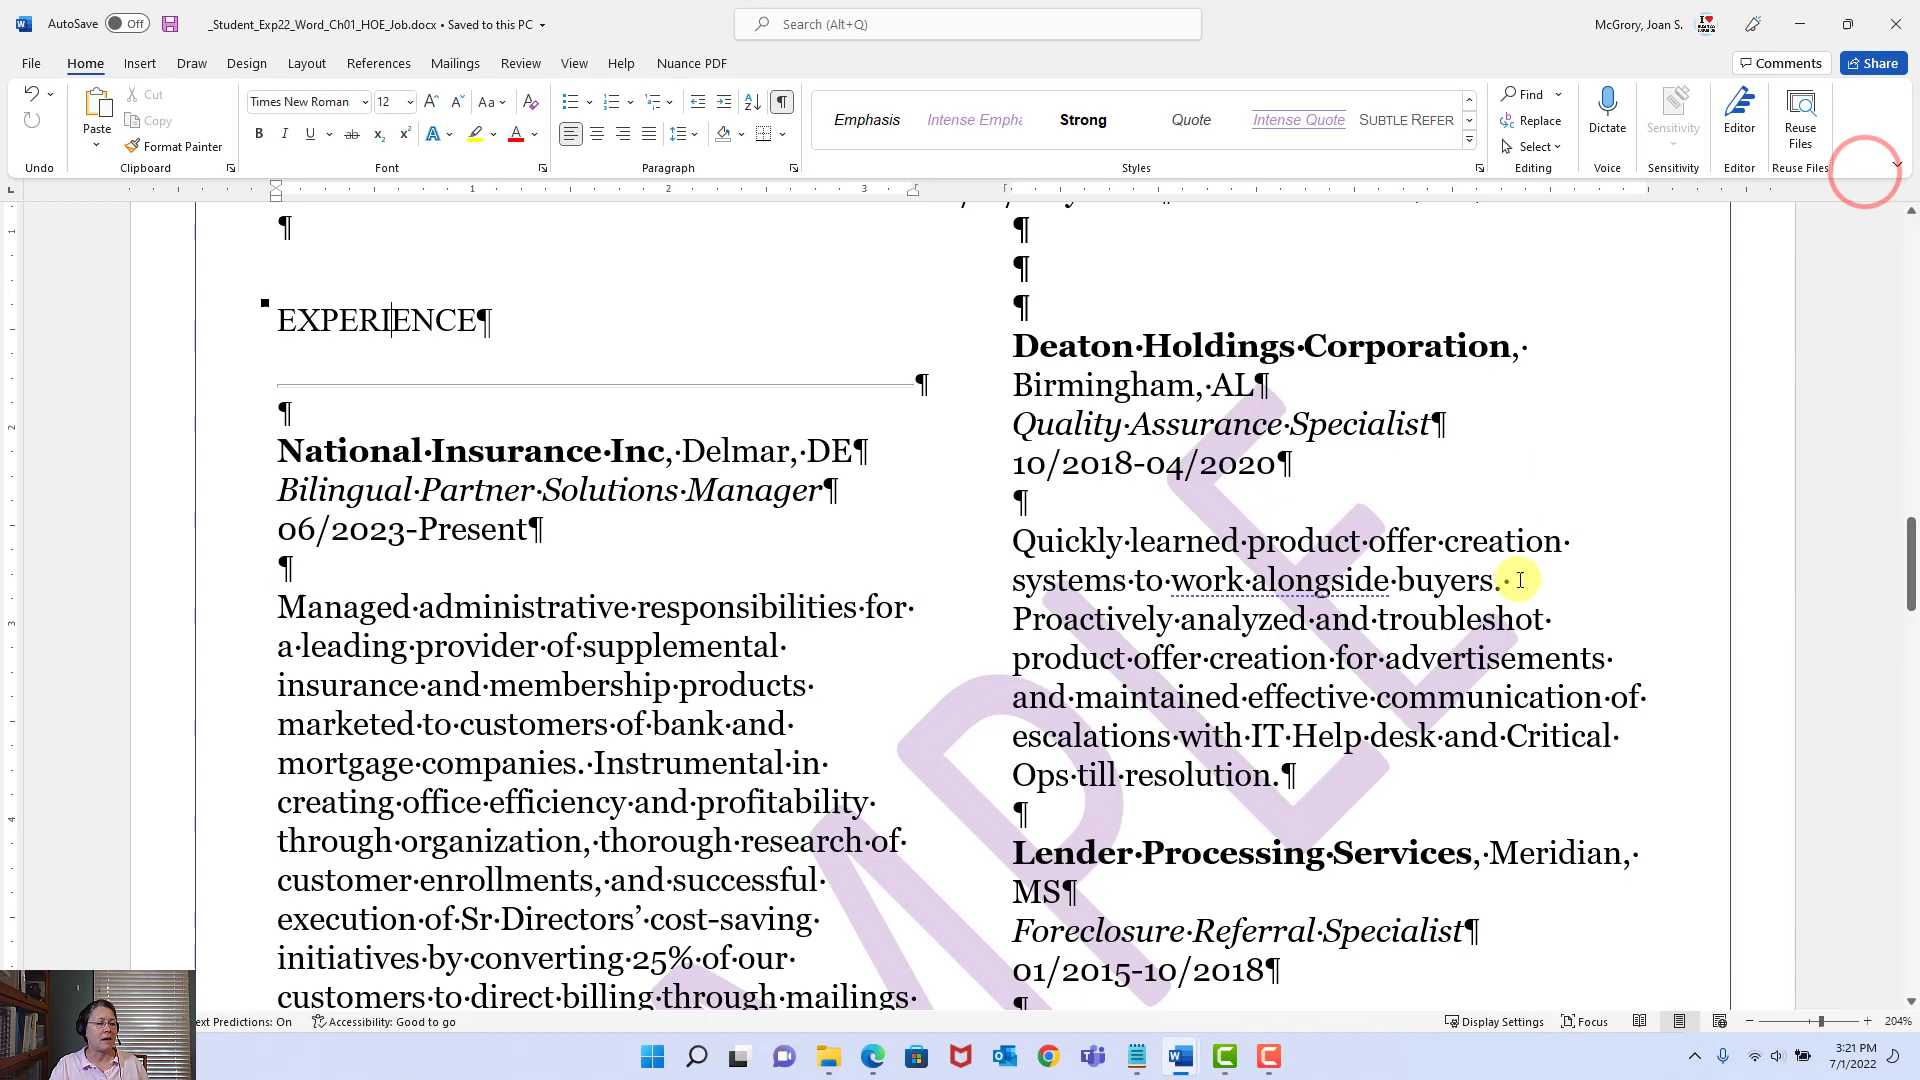 AutoSave Off _Student_Exp22_Word_Ch01_HOE_Job.docx • Saved to this PC Search (Alt+Q) McGrory, Joan S.
File Home Insert Draw Design Layout References Mailings Review View Help Nuance PDF Comments Share
Paste Cut Copy Format Painter
Times New Roman 12
Emphasis Intense Empha Strong Quote Intense Quote SUBTLE REFER
Find Replace Select
Dictate Sensitivity Editor Reuse Files
Undo Clipboard Font Paragraph Styles Editing Voice Sensitivity Editor Reuse Files
1 2 3
¶
EXPERIENCE¶
¶
¶
National·Insurance·Inc,·Delmar,·DE¶
Bilingual·Partner·Solutions·Manager¶
06/2023-Present¶
¶
Managed·administrative·responsibilities·for·
a·leading·provider·of·supplemental·
insurance·and·membership·products·
marketed·to·customers·of·bank·and·
mortgage·companies.·Instrumental·in·
creating·office·efficiency·and·profitability·
through·organization,·thorough·research·of·
customer·enrollments,·and·successful·
execution·of·Sr·Directors’·cost-saving·
initiatives·by·converting·25%·of·our·
customers·to·direct·billing·through·mailings·
¶
¶
¶
Deaton·Holdings·Corporation,·
Birmingham,·AL¶
Quality·Assurance·Specialist¶
10/2018-04/2020¶
¶
Quickly·learned·product·offer·creation·
systems·to·work·alongside·buyers.·
Proactively·analyzed·and·troubleshot·
product·offer·creation·for·advertisements·
and·maintained·effective·communication·of·
escalations·with·IT·Help·desk·and·Critical·
Ops·till·resolution.¶
¶
Lender·Processing·Services,·Meridian,·
MS¶
Foreclosure·Referral·Specialist¶
01/2015-10/2018¶
¶
MPLE
ext Predictions: On Accessibility: Good to go Display Settings Focus 204%
3:21 PM
7/1/2022